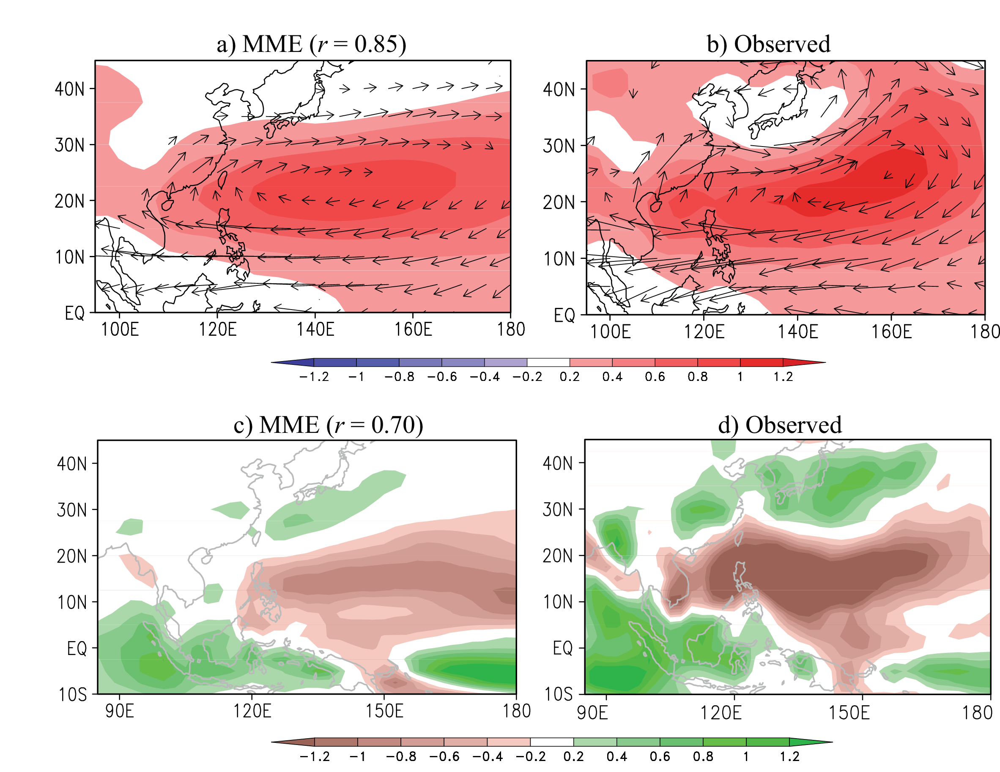 a) MME (r = 0.85)
b) Observed
40N
30N
20N
10N
EQ
100E 120E 140E 160E 180
40N
30N
20N
10N
EQ
100E 120E 140E 160E 180
−1.2 −1 −0.8 −0.6 −0.4 −0.2 0.2 0.4 0.6 0.8 1 1.2
c) MME (r = 0.70)
d) Observed
40N
30N
20N
10N
EQ
10S
90E 120E 150E 180
40N
30N
20N
10N
EQ
10S
90E 120E 150E 180
−1.2 −1 −0.8 −0.6 −0.4 −0.2 0.2 0.4 0.6 0.8 1 1.2